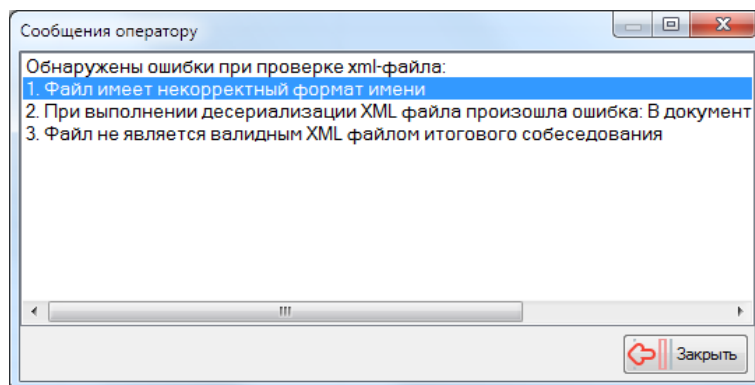 Сообщения оператору
Обнаружены ошибки при проверке xml-файла:
1. Файл имеет некорректный формат имени
2. При выполнении десериализации XML файла произошла ошибка: В документ
3. Файл не является валидным XML файлом итогового собеседования
Закрыть